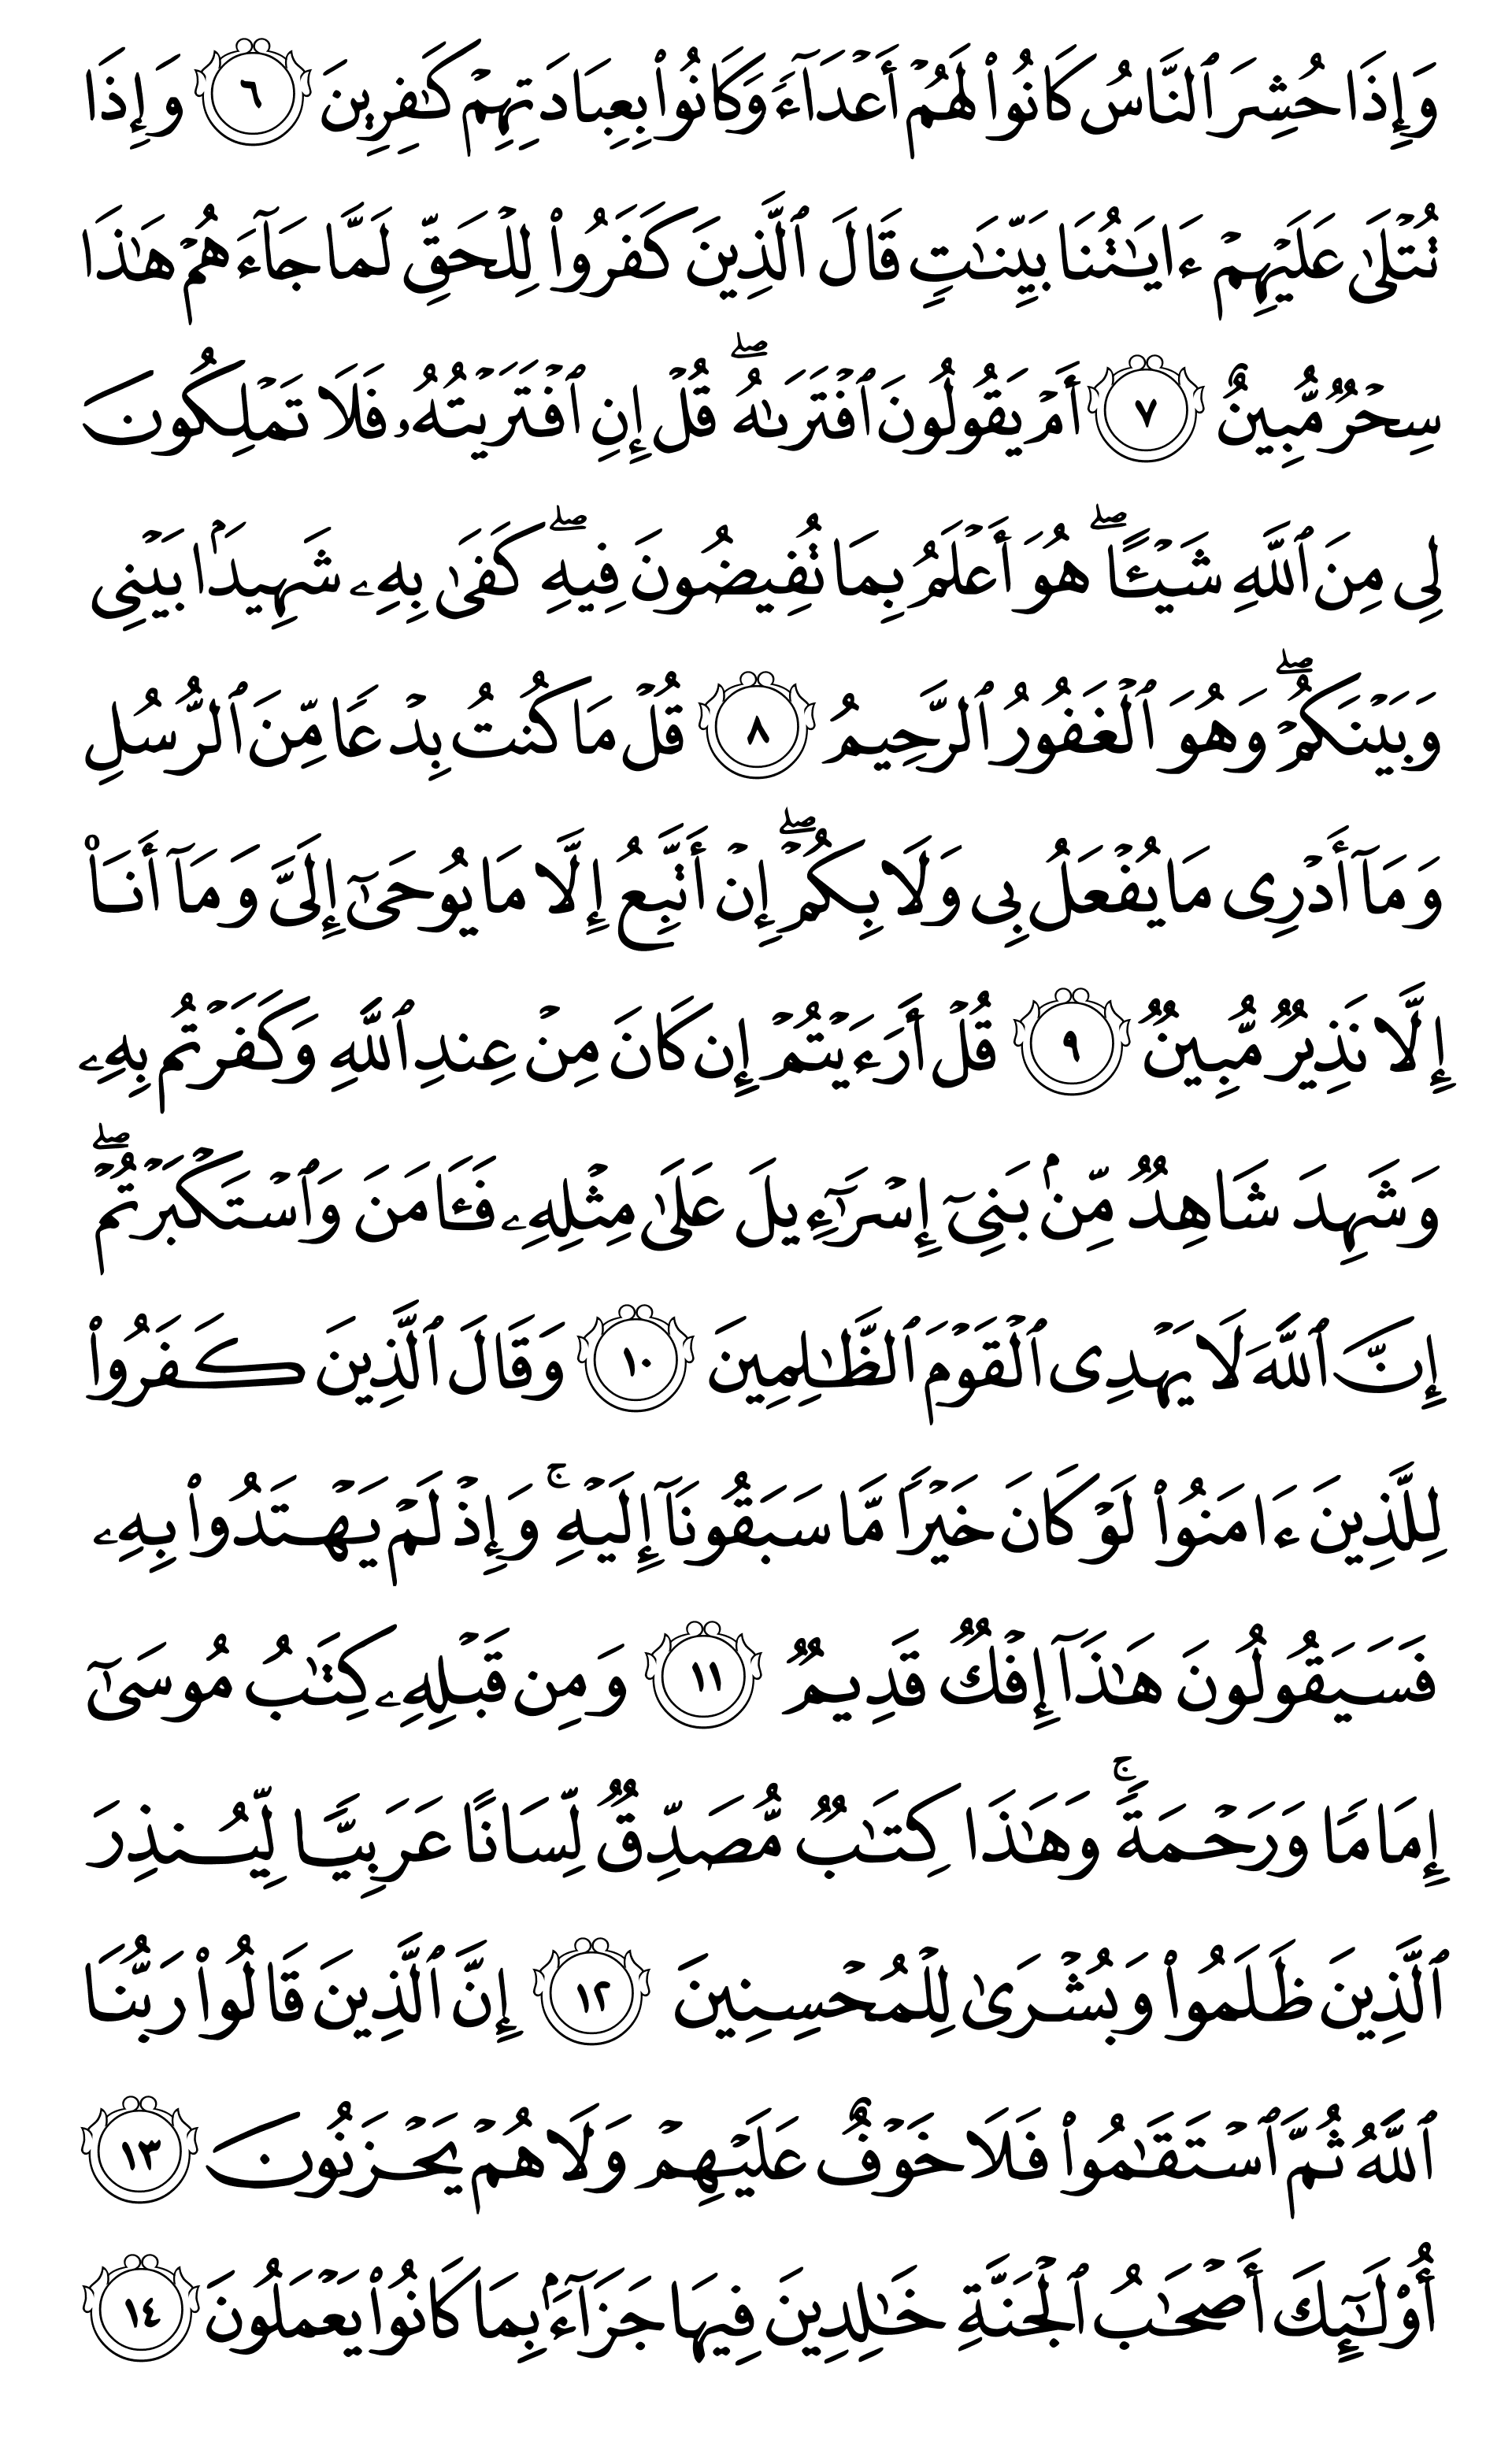 وَإِذَا حُشِرَ ٱلنَّاسُ كَانُوا۟ لَهُمْ أَعْدَآءً وَكَانُوا۟ بِعِبَادَتِهِمْ كَـٰفِرِينَ ٦ وَإِذَا
تُتْلَىٰ عَلَيْهِمْ ءَايَـٰتُنَا بَيِّنَـٰتٍ قَالَ ٱلَّذِينَ كَفَرُوا۟ لِلْحَقِّ لَمَّا جَآءَهُمْ هَـٰذَا
سِحْرٌ مُّبِينٌ ٧ أَمْ يَقُولُونَ ٱفْتَرَىٰهُ ۖ قُلْ إِنِ ٱفْتَرَيْتُهُۥ فَلَا تَمْلِكُونَ
لِى مِنَ ٱللَّهِ شَيْـًٔا ۖ هُوَ أَعْلَمُ بِمَا تُفِيضُونَ فِيهِ ۖ كَفَىٰ بِهِۦ شَهِيدًۢا بَيْنِى
وَبَيْنَكُمْ ۖ وَهُوَ ٱلْغَفُورُ ٱلرَّحِيمُ ٨ قُلْ مَا كُنتُ بِدْعًا مِّنَ ٱلرُّسُلِ
وَمَآ أَدْرِى مَا يُفْعَلُ بِى وَلَا بِكُمْ ۖ إِنْ أَتَّبِعُ إِلَّا مَا يُوحَىٰٓ إِلَىَّ وَمَآ أَنَا۠
إِلَّا نَذِيرٌ مُّبِينٌ ٩ قُلْ أَرَءَيْتُمْ إِن كَانَ مِنْ عِندِ ٱللَّهِ وَكَفَرْتُم بِهِۦ
وَشَهِدَ شَاهِدٌ مِّنۢ بَنِىٓ إِسْرَٰٓءِيلَ عَلَىٰ مِثْلِهِۦ فَـَٔامَنَ وَٱسْتَكْبَرْتُمْ ۖ
إِنَّ ٱللَّهَ لَا يَهْدِى ٱلْقَوْمَ ٱلظَّـٰلِمِينَ ١٠ وَقَالَ ٱلَّذِينَ كَفَرُوا۟
لِلَّذِينَ ءَامَنُوا۟ لَوْ كَانَ خَيْرًا مَّا سَبَقُونَآ إِلَيْهِ ۚ وَإِذْ لَمْ يَهْتَدُوا۟ بِهِۦ
فَسَيَقُولُونَ هَـٰذَآ إِفْكٌ قَدِيمٌ ١١ وَمِن قَبْلِهِۦ كِتَـٰبُ مُوسَىٰٓ
إِمَامًا وَرَحْمَةً ۚ وَهَـٰذَا كِتَـٰبٌ مُّصَدِّقٌ لِّسَانًا عَرَبِيًّا لِّيُنذِرَ
ٱلَّذِينَ ظَلَمُوا۟ وَبُشْرَىٰ لِلْمُحْسِنِينَ ١٢ إِنَّ ٱلَّذِينَ قَالُوا۟ رَبُّنَا
ٱللَّهُ ثُمَّ ٱسْتَقَـٰمُوا۟ فَلَا خَوْفٌ عَلَيْهِمْ وَلَا هُمْ يَحْزَنُونَ ١٣
أُو۟لَـٰٓئِكَ أَصْحَـٰبُ ٱلْجَنَّةِ خَـٰلِدِينَ فِيهَا جَزَآءًۢ بِمَا كَانُوا۟ يَعْمَلُونَ ١٤